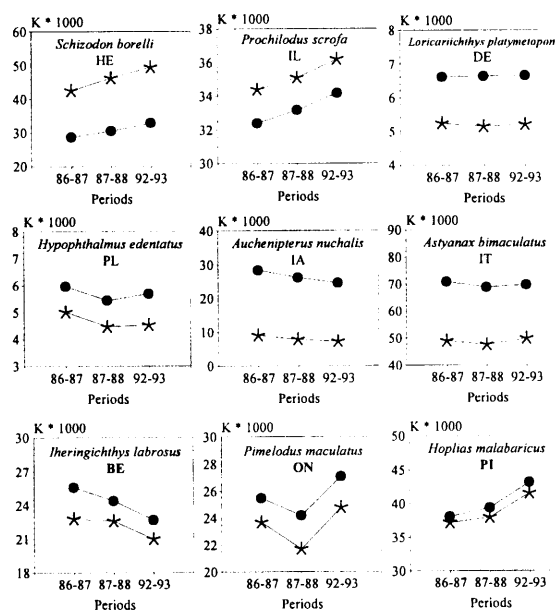 K * 1000
Schizodon borelli
HE
60
50
40
30
20
86-87 87-88 92-93
Periods
K * 1000
Prochilodus scrofa
IL
38
36
34
32
30
86-87 87-88 92-93
Periods
K * 1000
Loricariichthys platymetopon
DE
8
7
6
5
4
86-87 87-88 92-93
Periods
K * 1000
Hypophthalmus edentatus
PL
8
7
6
5
4
3
86-87 87-88 92-93
Periods
K * 1000
Auchenipterus nuchalis
IA
40
30
20
10
0
86-87 87-88 92-93
Periods
K * 1000
Astyanax bimaculatus
IT
90
80
70
60
50
40
86-87 87-88 92-93
Periods
K * 1000
Iheringichthys labrosus
BE
30
27
24
21
18
86-87 87-88 92-93
Periods
K * 1000
Pimelodus maculatus
ON
30
28
26
24
22
20
86-87 87-88 92-93
Periods
K * 1000
Hoplias malabaricus
PI
50
45
40
35
30
86-87 87-88 92-93
Periods